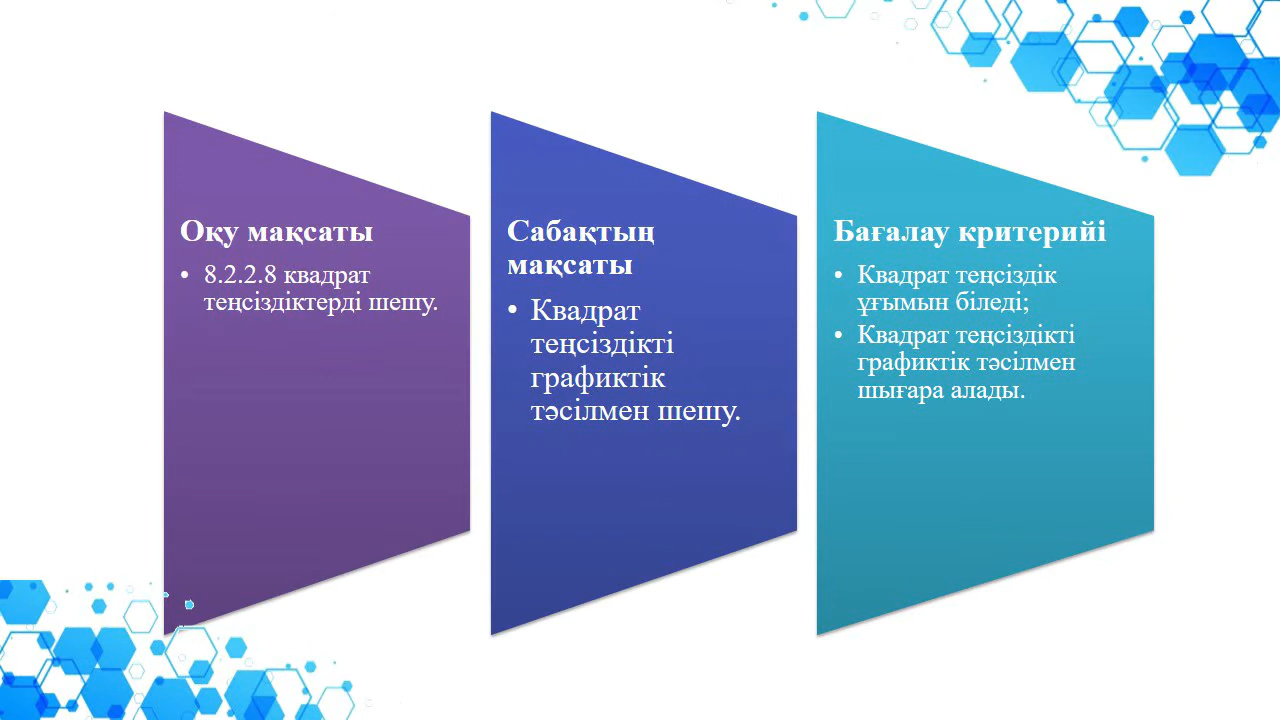 Оқу мақсаты
• 8.2.2.8 квадрат
теңсіздіктерді шешу.
Сабақтың
мақсаты
• Квадрат
теңсіздікті
графиктік
тәсілмен шешу.
Бағалау критерийі
• Квадрат теңсіздік
ұғымын біледі;
• Квадрат теңсіздікті
графиктік тәсілмен
шығара алады.